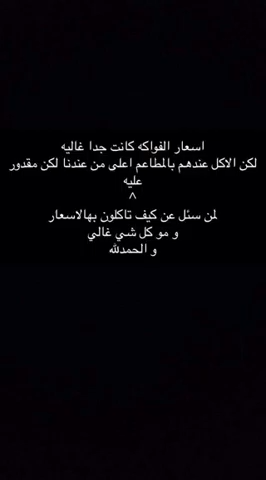 اسعار الفواكه كانت جدا غاليه
لكن الاكل عندهم بالمطاعم اعلى من عندنا لكن مقدور
عليه
^
لمن سئل عن كيف تاكلون بهالاسعار
و مو كل شي غالي
و الحمدلله